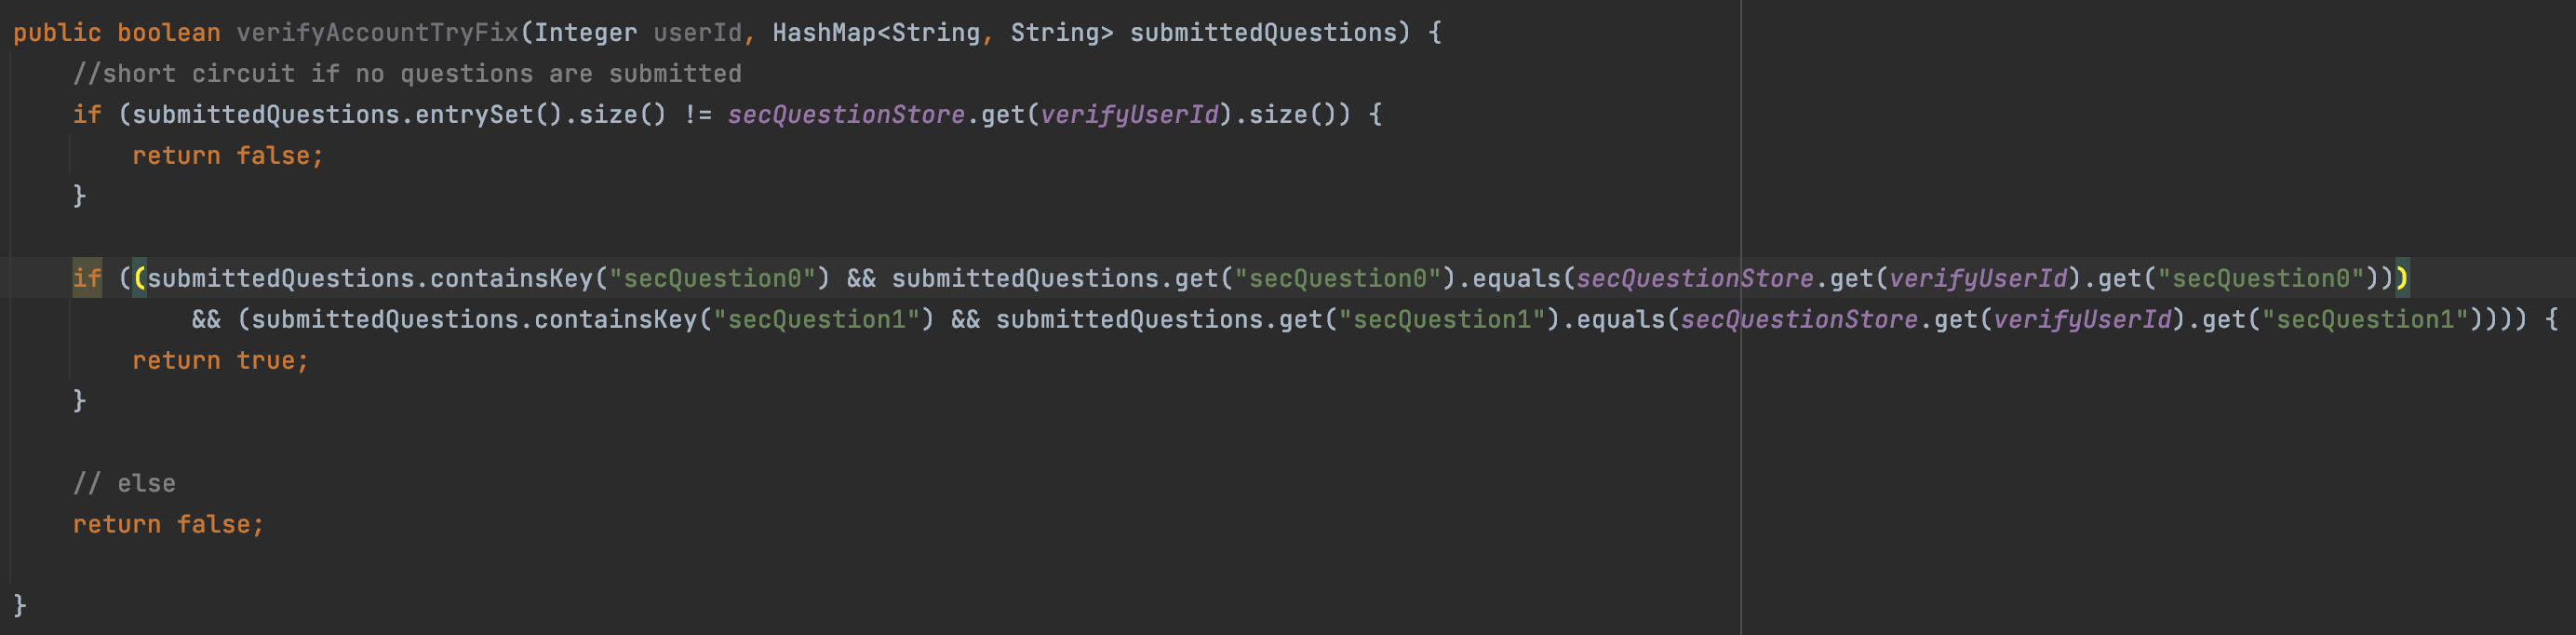 public boolean verifyAccountTryFix(Integer userId, HashMap<String, String> submittedQuestions) {
//short circuit if no questions are submitted
if (submittedQuestions.entrySet().size() != secQuestionStore.get(verifyUserId).size()) {
return false;
}
if ((submittedQuestions.containsKey("secQuestion0") && submittedQuestions.get("secQuestion0").equals(secQuestionStore.get(verifyUserId).get("secQuestion0")))
&& (submittedQuestions.containsKey("secQuestion1") && submittedQuestions.get("secQuestion1").equals(secQuestionStore.get(verifyUserId).get("secQuestion1")))) {
return true;
}
// else
return false;
}